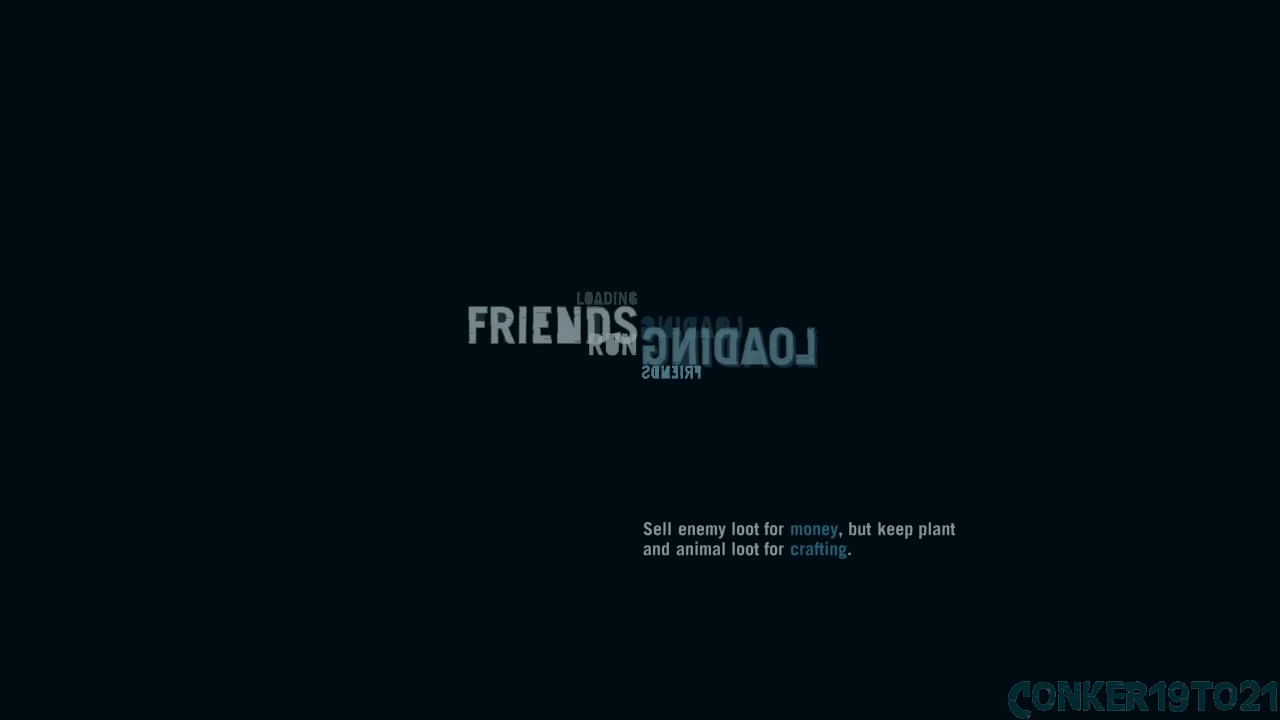 LOADING
FRIENDS
RUN
LOADING
LOADING
FRIENDS
Sell enemy loot for money, but keep plant
and animal loot for crafting.
CONKER19TO21